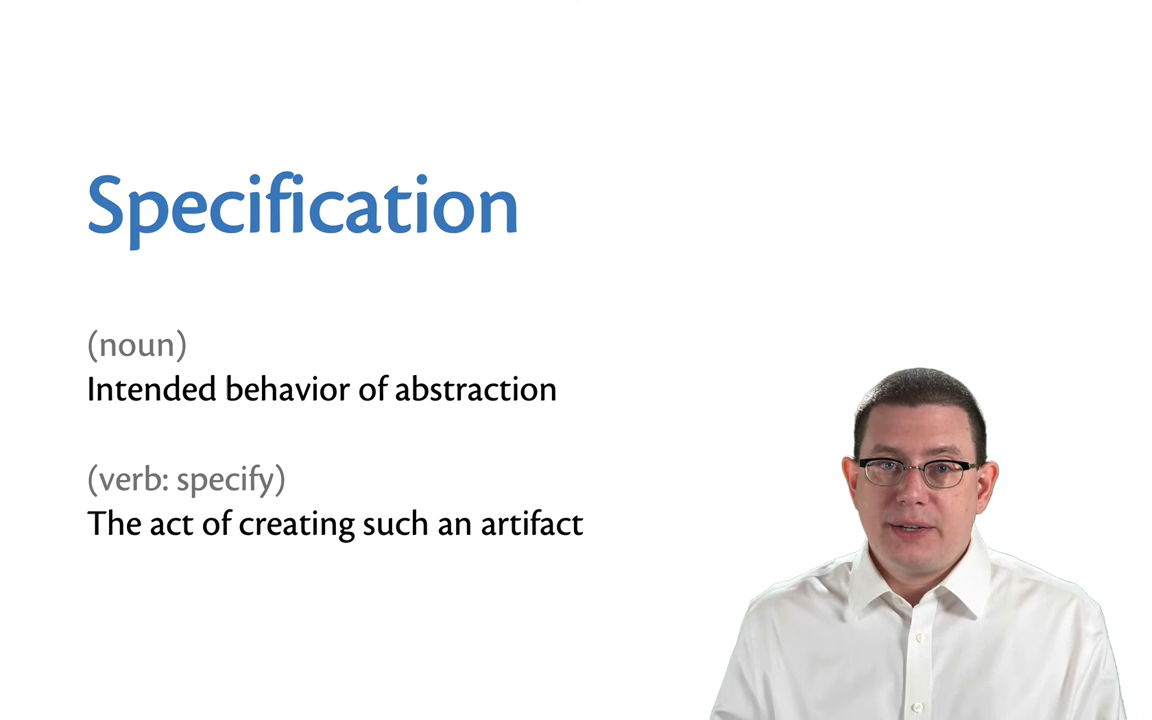 Specification
(noun)
Intended behavior of abstraction
(verb: specify)
The act of creating such an artifact